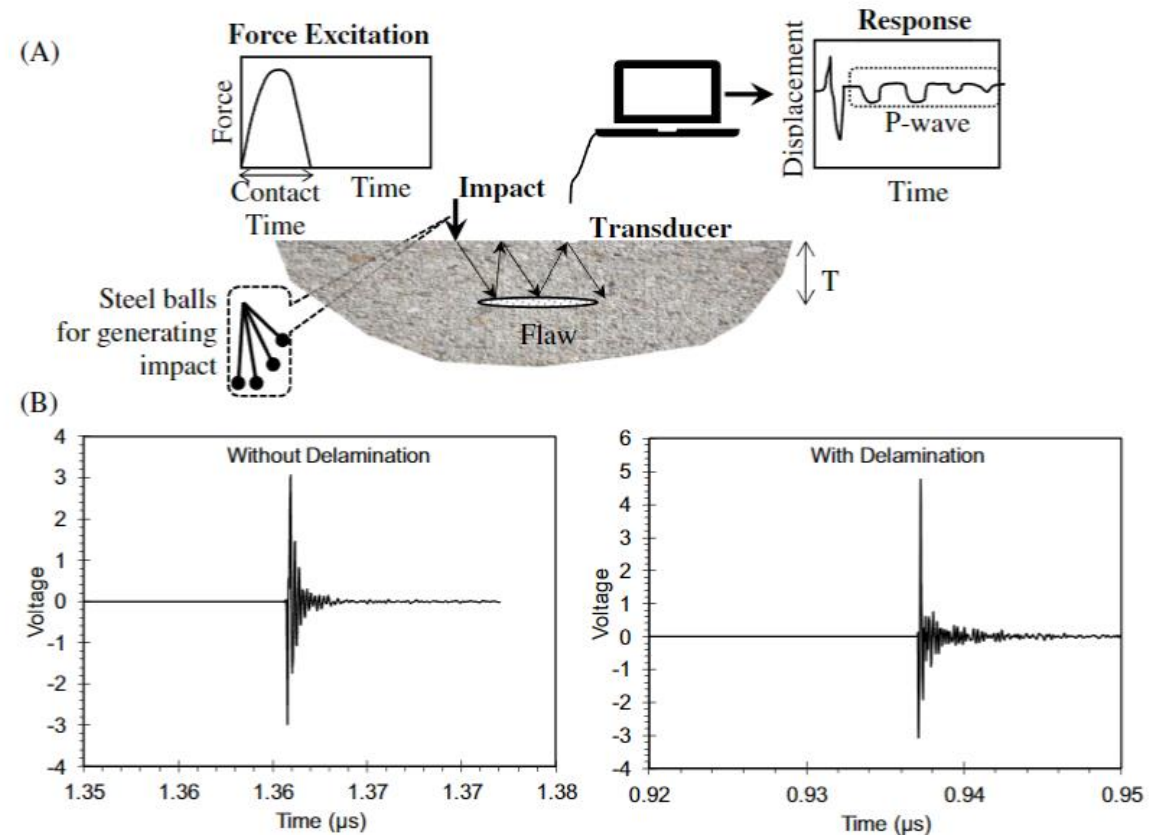 (A)
Force Excitation
Force
Contact
Time
Time
Impact
Transducer
Response
Displacement
P-wave
Time
T
Steel balls
for generating
impact
Flaw
(B)
Without Delamination
Voltage
4
3
2
1
0
-1
-2
-3
-4
1.35
1.36
1.36
1.37
1.37
1.38
Time (μs)
With Delamination
Voltage
6
5
4
3
2
1
0
-1
-2
-3
-4
0.92
0.93
0.94
0.95
Time (μs)